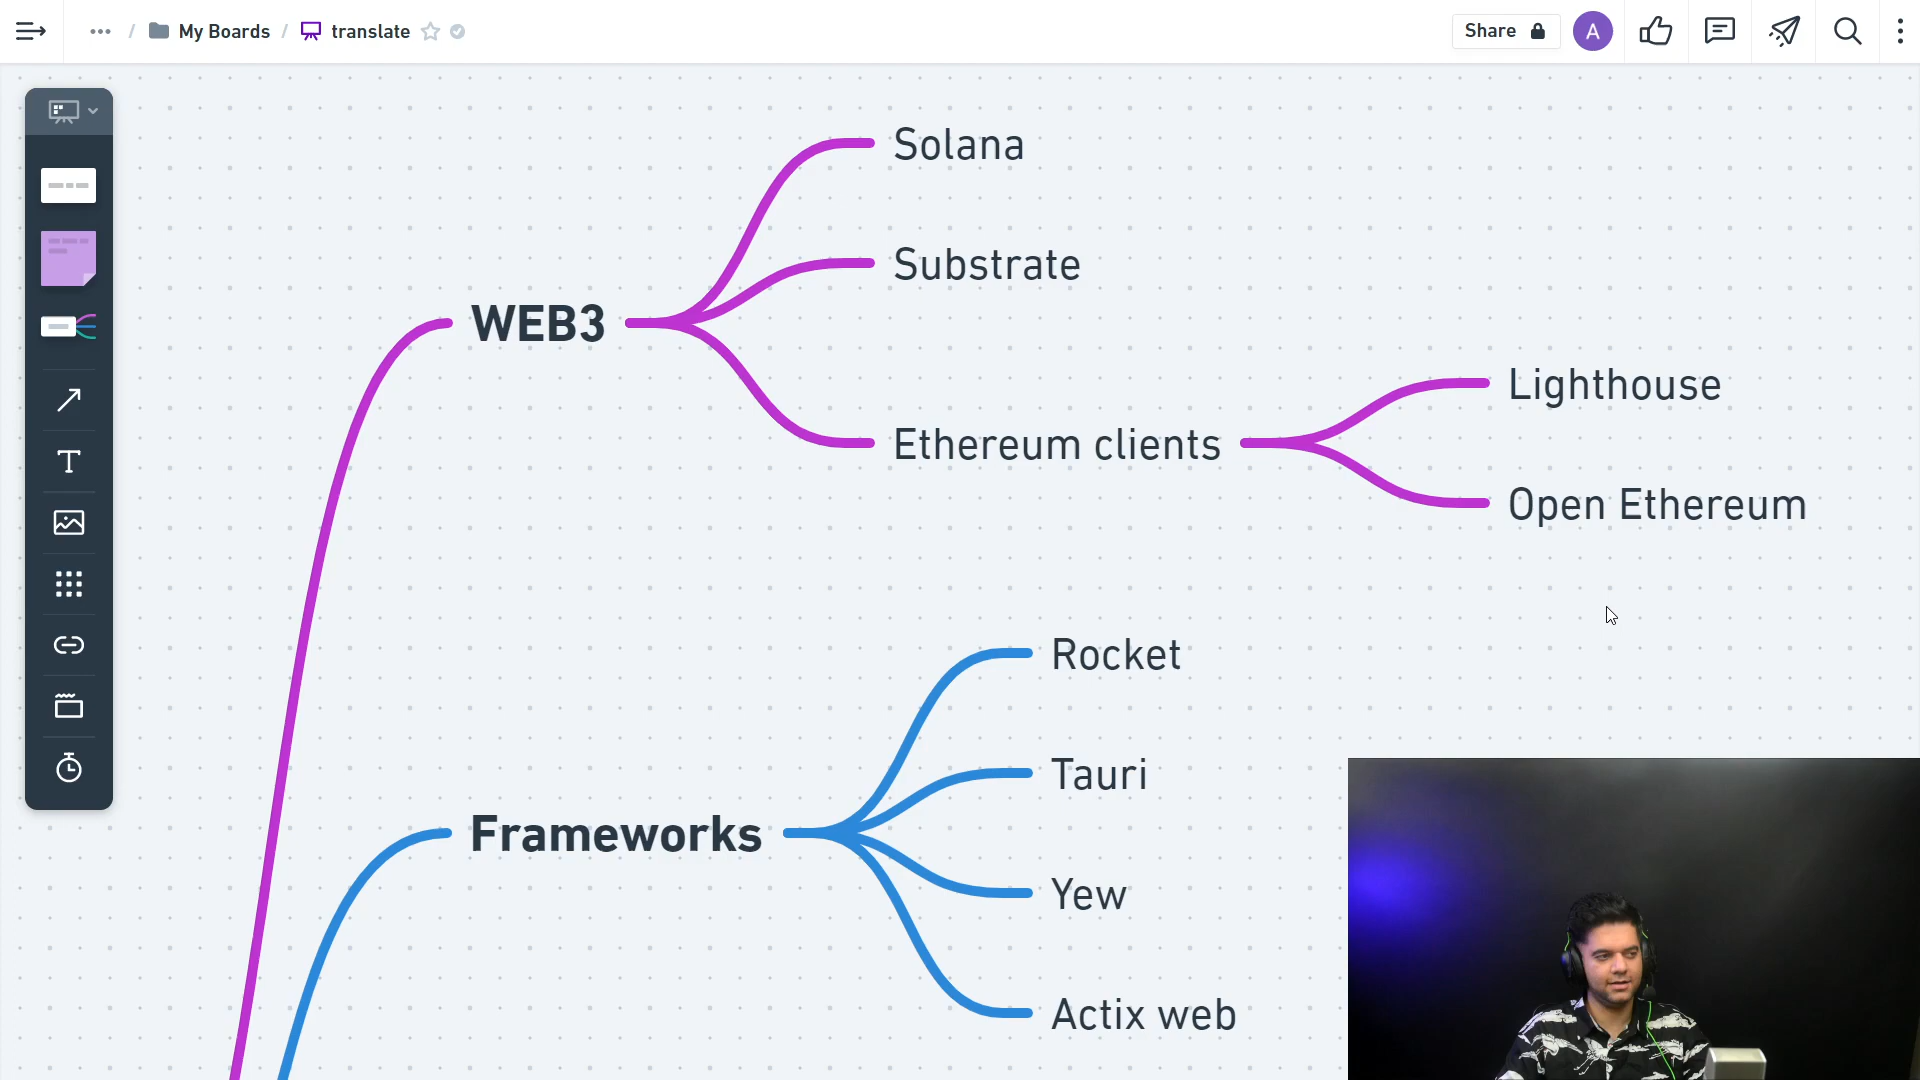 ... / My Boards / translate
Share
A
Solana
Substrate
WEB3
Lighthouse
Ethereum clients
Open Ethereum
Rocket
Tauri
Frameworks
Yew
Actix web